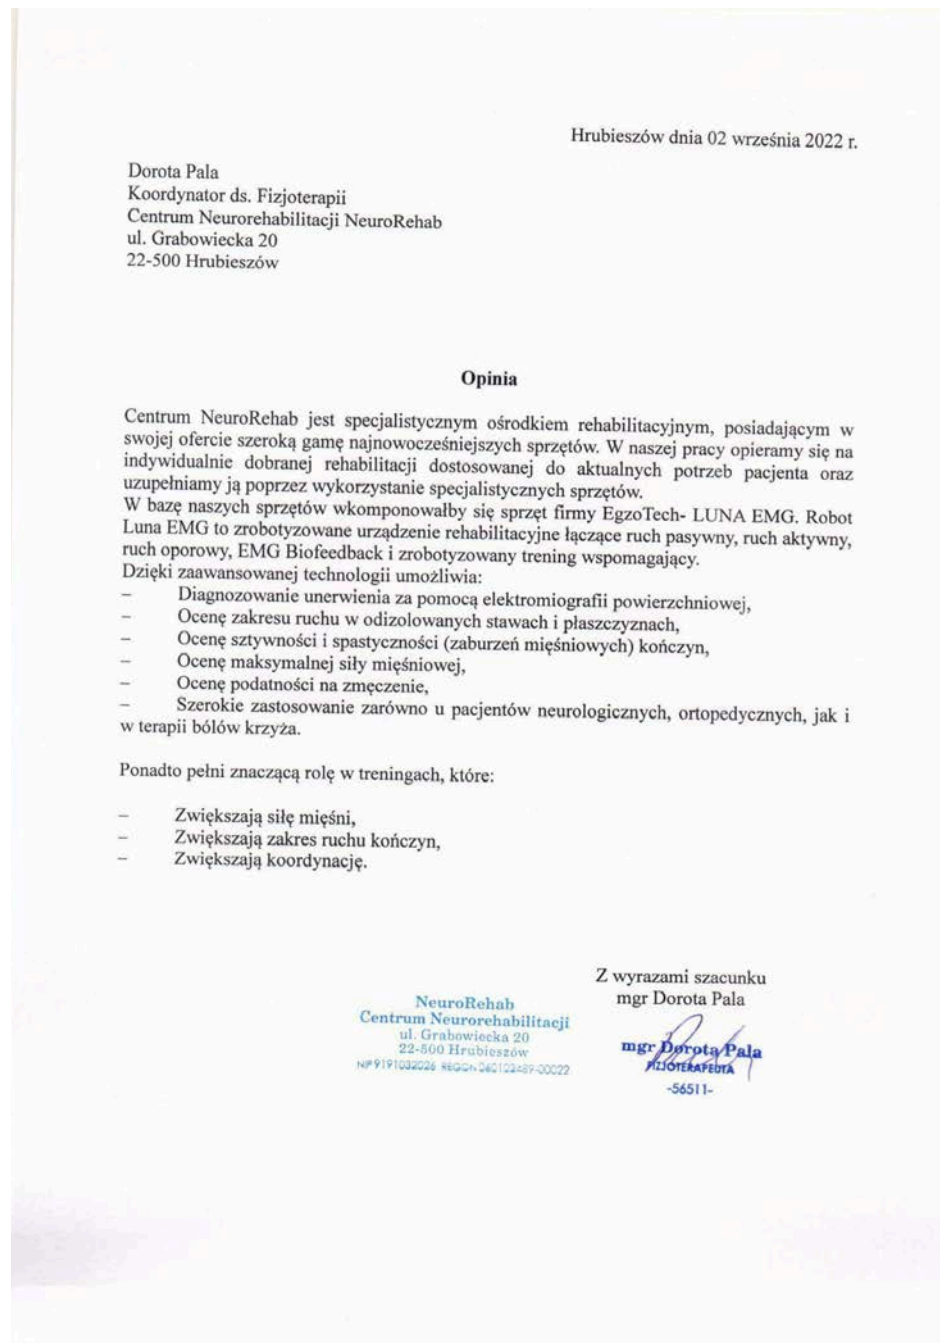 Hrubieszów dnia 02 września 2022 r.
Dorota Pala
Koordynator ds. Fizjoterapii
Centrum Neurorehabilitacji NeuroRehab
ul. Grabowiecka 20
22-500 Hrubieszów
Opinia
Centrum NeuroRehab jest specjalistycznym ośrodkiem rehabilitacyjnym, posiadającym w
swojej ofercie szeroką gamę najnowocześniejszych sprzętów. W naszej pracy opieramy się na
indywidualnie dobranej rehabilitacji dostosowanej do aktualnych potrzeb pacjenta oraz
uzupełniamy ją poprzez wykorzystanie specjalistycznych sprzętów.
W bazę naszych sprzętów wkomponowałby się sprzęt firmy EgzoTech- LUNA EMG. Robot
Luna EMG to zrobotyzowane urządzenie rehabilitacyjne łączące ruch pasywny, ruch aktywny,
ruch oporowy, EMG Biofeedback i zrobotyzowany trening wspomagający.
Dzięki zaawansowanej technologii umożliwia:
– Diagnozowanie unerwienia za pomocą elektromiografii powierzchniowej,
– Ocenę zakresu ruchu w odizolowanych stawach i płaszczyznach,
– Ocenę sztywności i spastyczności (zaburzeń mięśniowych) kończyn,
– Ocenę maksymalnej siły mięśniowej,
– Ocenę podatności na zmęczenie,
– Szerokie zastosowanie zarówno u pacjentów neurologicznych, ortopedycznych, jak i
w terapii bólów krzyża.
Ponadto pełni znaczącą rolę w treningach, które:
– Zwiększają siłę mięśni,
– Zwiększają zakres ruchu kończyn,
– Zwiększają koordynację.
Z wyrazami szacunku
mgr Dorota Pala
NeuroRehab
Centrum Neurorehabilitacji
ul. Grabowiecka 20
22-500 Hrubieszów
NIP 9191032026 REGON
mgr Dorota Pala
FIZJOTERAPEUTA
-56511-